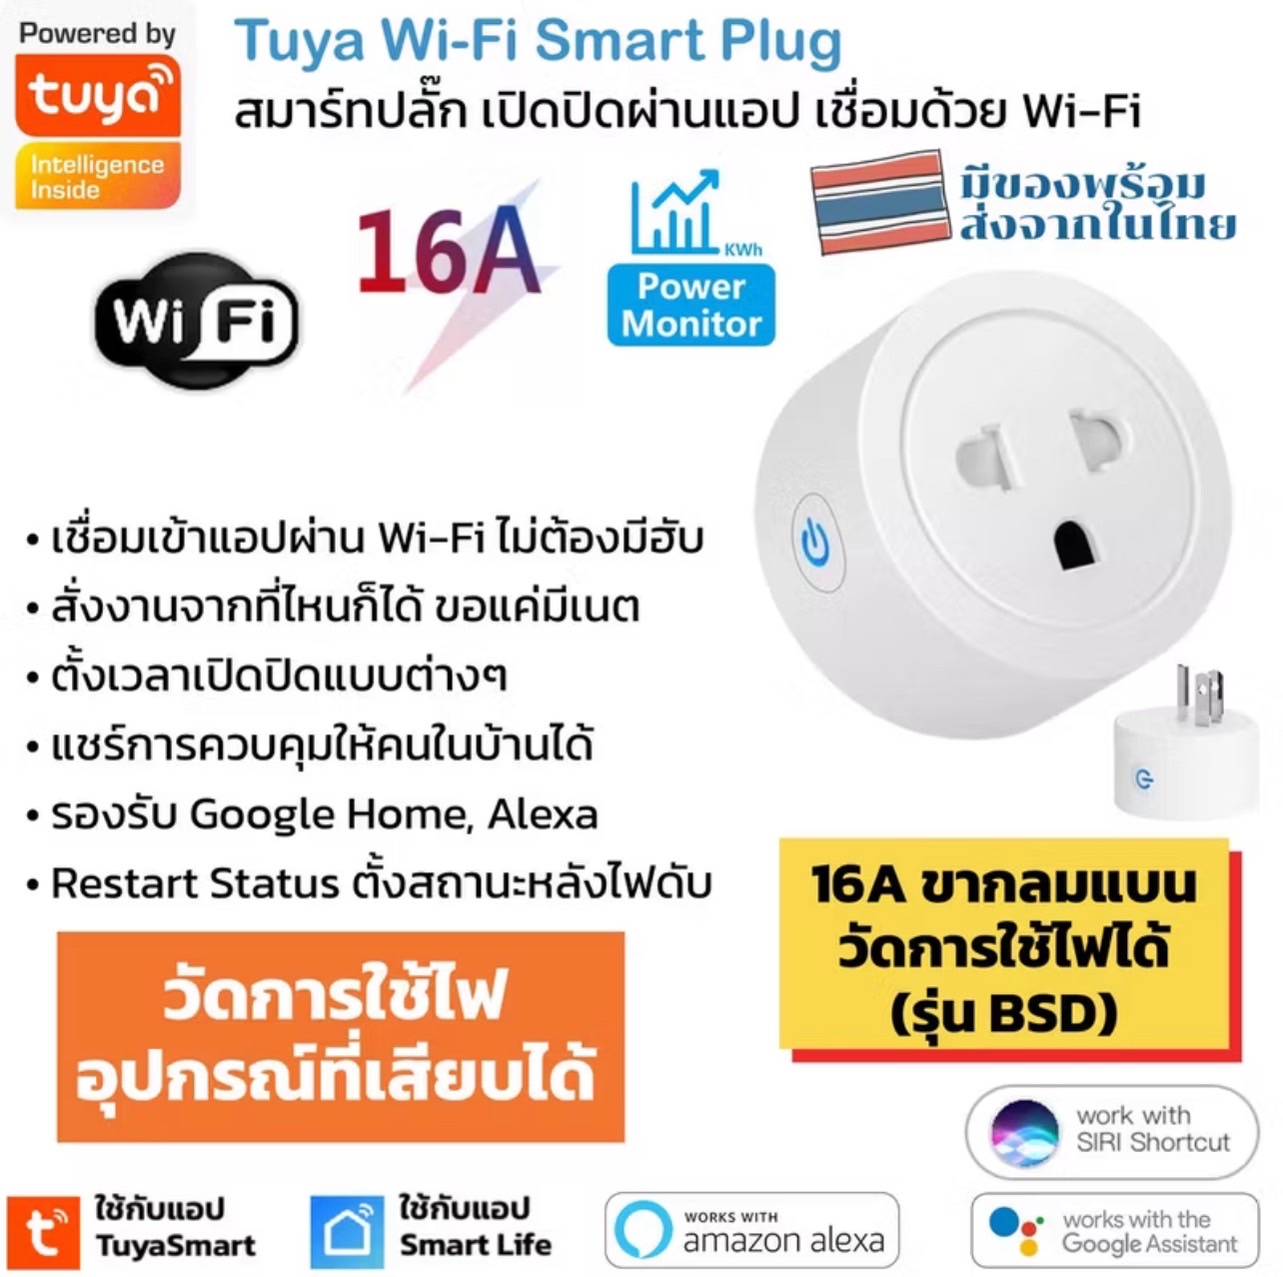 Powered by
tuya
Intelligence
Inside
Tuya Wi-Fi Smart Plug
สมาร์ทปลั๊ก เปิดปิดผ่านแอป เชื่อมด้วย Wi-Fi
Wi Fi
16A
KWh
Power
Monitor
มีของพร้อม
ส่งจากในไทย
• เชื่อมเข้าแอปผ่าน Wi-Fi ไม่ต้องมีฮับ
• สั่งงานจากที่ไหนก็ได้ ขอแค่มีเนต
• ตั้งเวลาเปิดปิดแบบต่างๆ
• แชร์การควบคุมให้คนในบ้านได้
• รองรับ Google Home, Alexa
• Restart Status ตั้งสถานะหลังไฟดับ
16A ขากลมแบน
วัดการใช้ไฟได้
(รุ่น BSD)
วัดการใช้ไฟ
อุปกรณ์ที่เสียบได้
work with
SIRI Shortcut
t
ใช้กับแอป
TuyaSmart
ใช้กับแอป
Smart Life
WORKS WITH
amazon alexa
works with the
Google Assistant